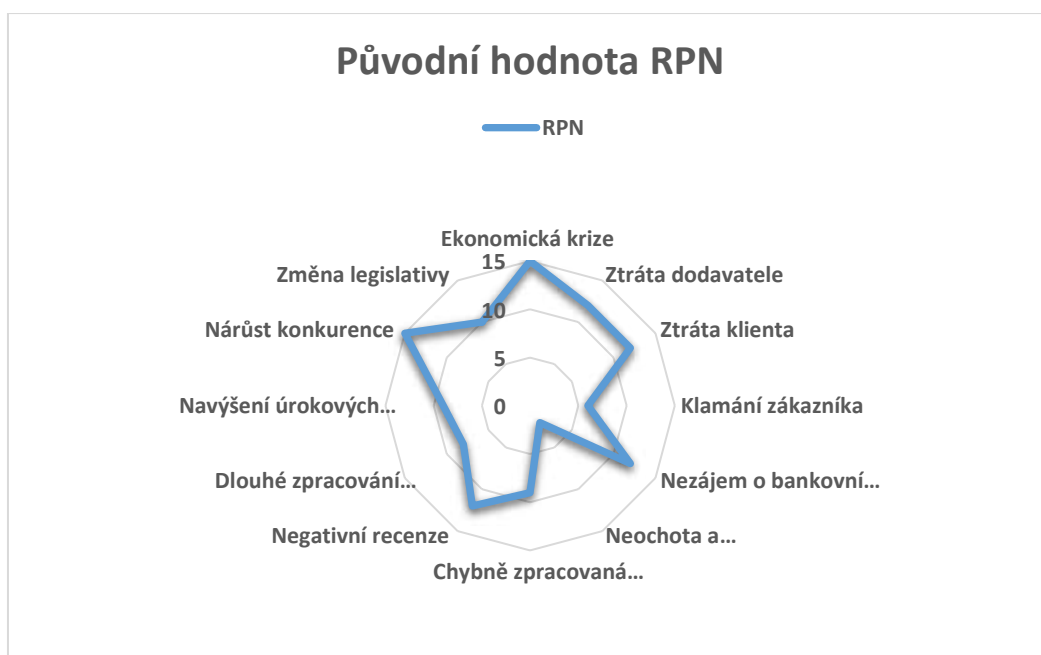 Původní hodnota RPN
RPN
Ekonomická krize
15
Změna legislativy
Ztráta dodavatele
10
Nárůst konkurence
Ztráta klienta
5
Navýšení úrokových...
0
Klamání zákazníka
Dlouhé zpracování...
Nezájem o bankovní...
Negativní recenze
Neochota a...
Chybně zpracovaná...